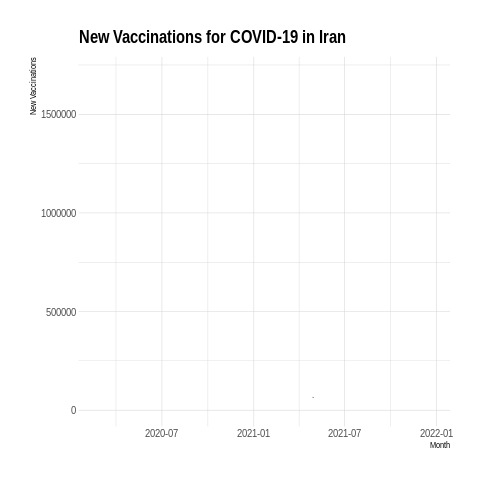 New Vaccinations for COVID-19 in Iran
New Vaccinations
1500000
1000000
500000
0
2020-07 2021-01 2021-07 2022-01
Month